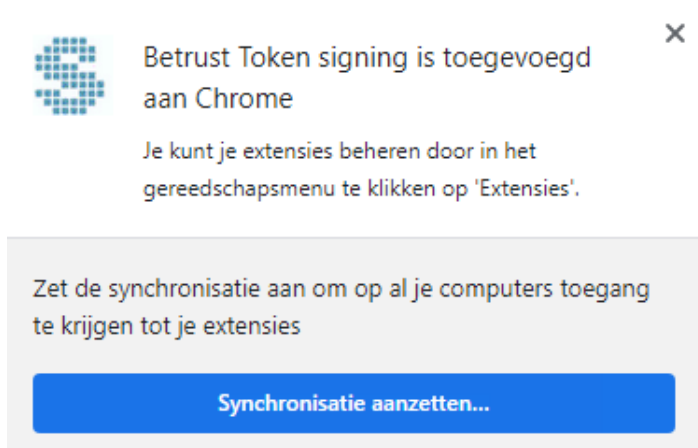 Betrust Token signing is toegevoegd
aan Chrome
Je kunt je extensies beheren door in het
gereedschapsmenu te klikken op 'Extensies'.
Zet de synchronisatie aan om op al je computers toegang
te krijgen tot je extensies
Synchronisatie aanzetten...